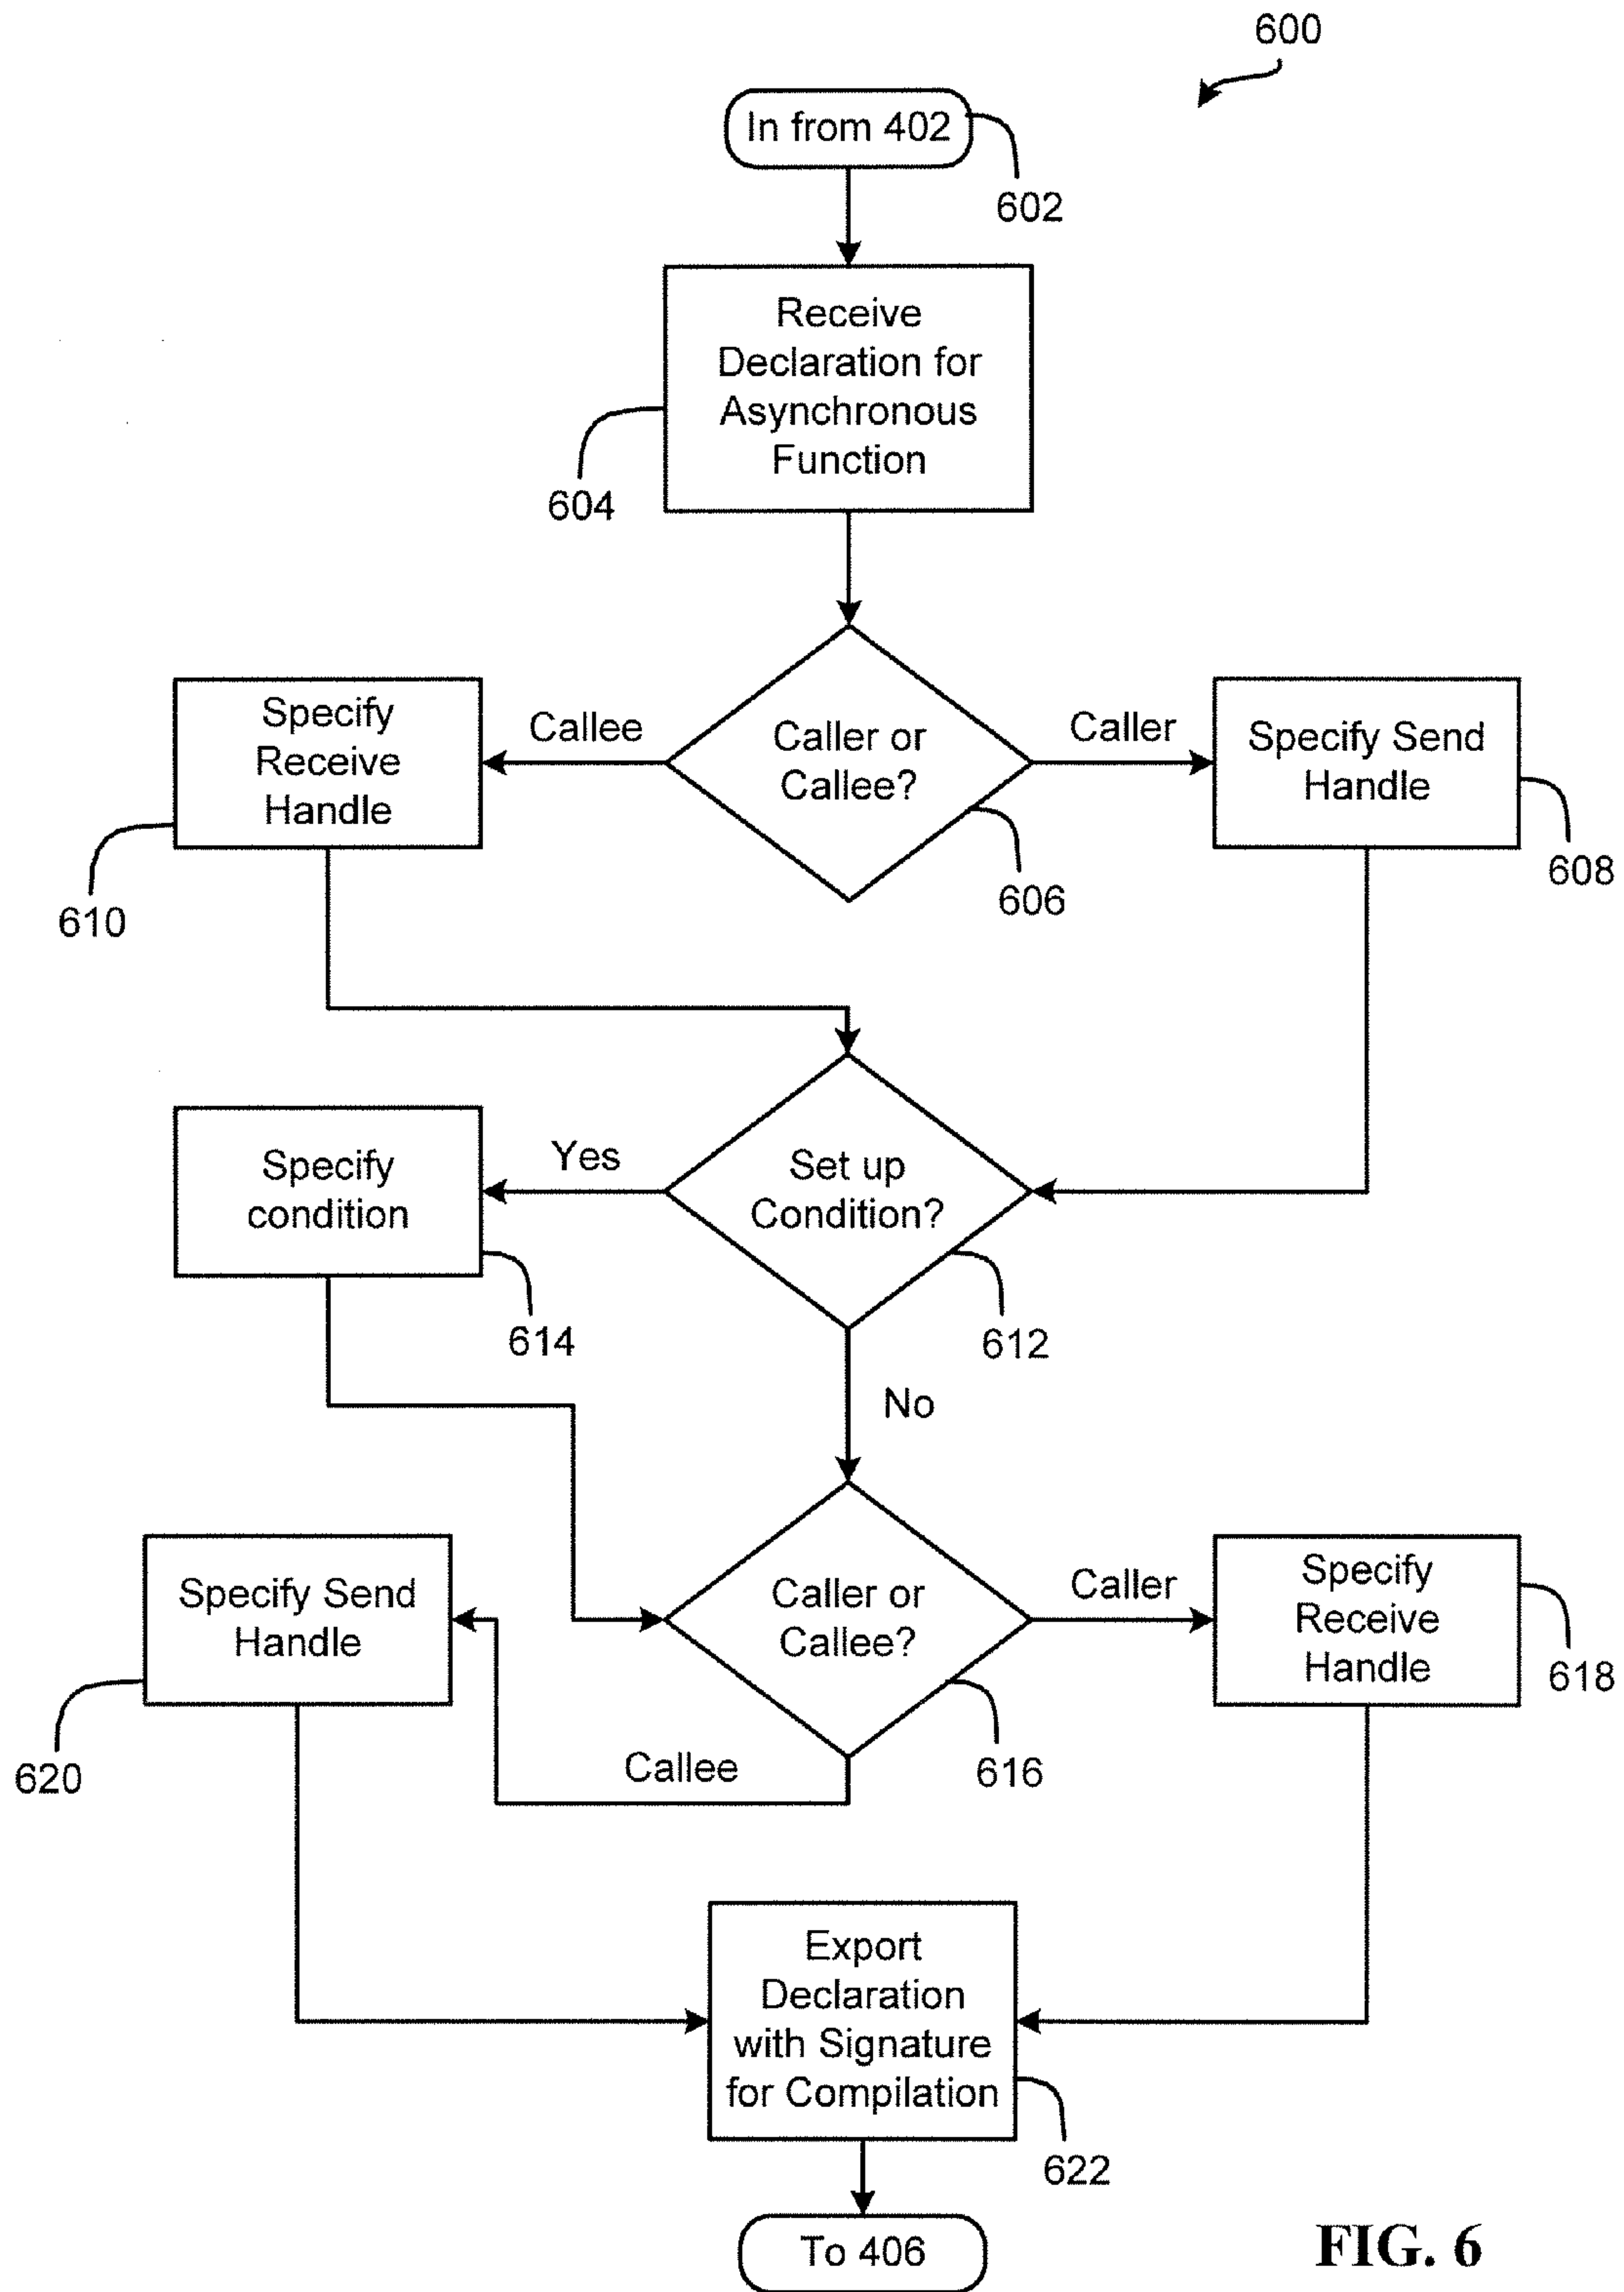 600
In from 402
602
Receive
Declaration for
Asynchronous
Function
604
Specify
Receive
Handle
Callee
Caller or
Callee?
Caller
Specify Send
Handle
610
606
608
Specify
condition
Yes
Set up
Condition?
614
612
No
Specify Send
Handle
Caller or
Callee?
Caller
Specify
Receive
Handle
620
Callee
616
618
Export
Declaration
with Signature
for Compilation
622
To 406
FIG. 6